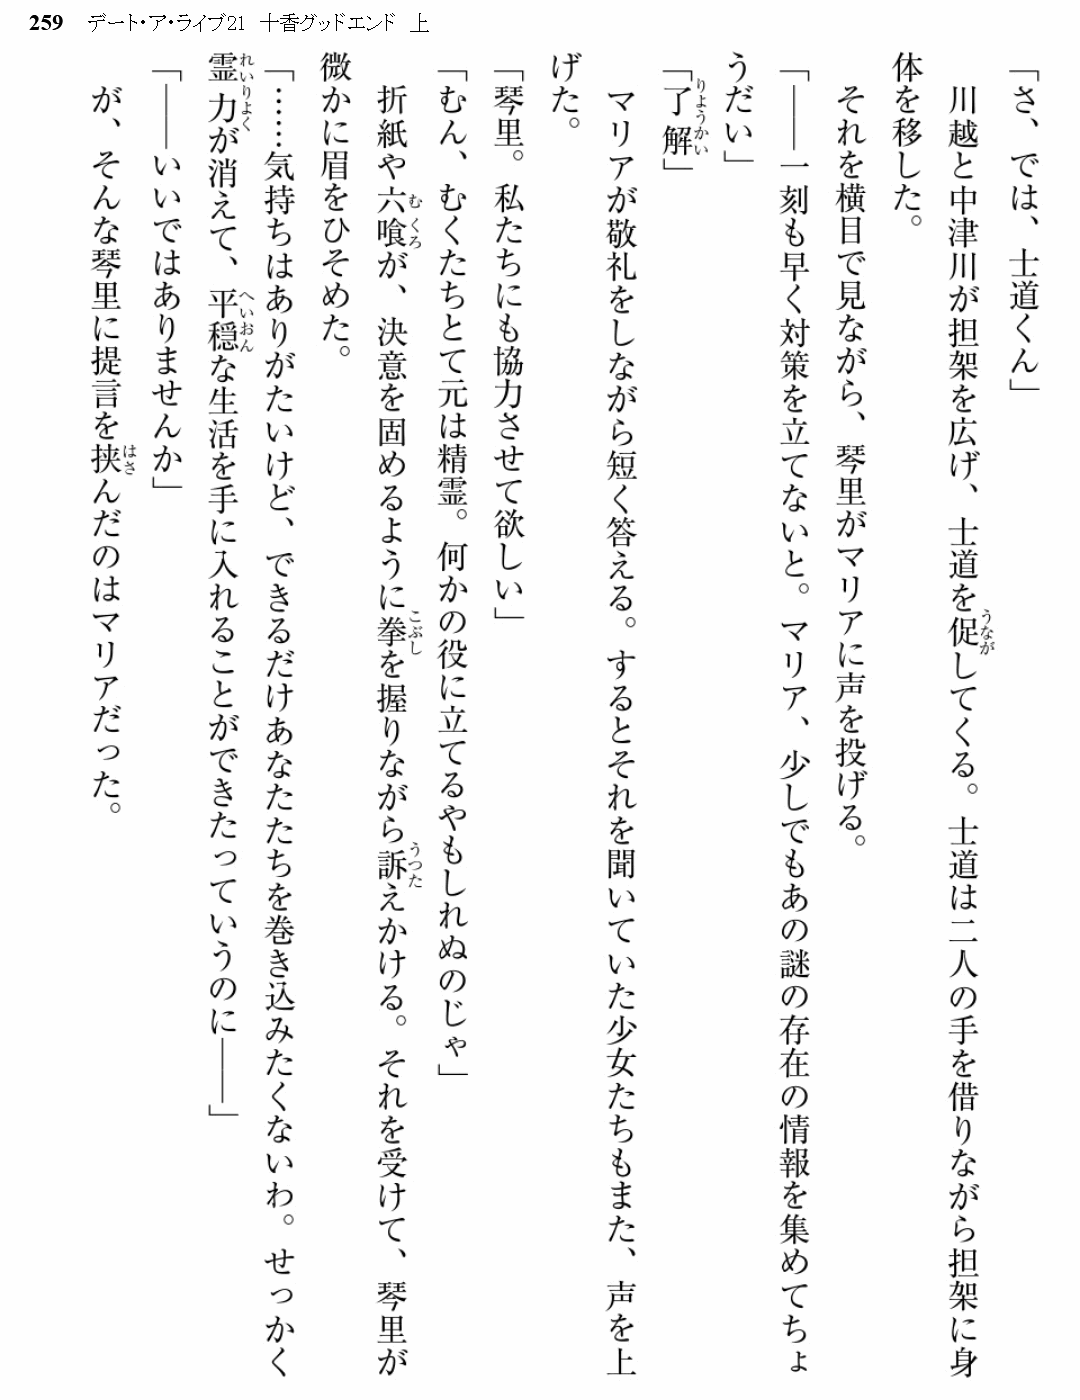 259 デート・ア・ライブ21 十香グッドエンド 上
「さ、では、士道くん」
川越と中津川が担架を広げ、士道を促してくる。士道は二人の手を借りながら担架に身
体を移した。
それを横目で見ながら、琴里がマリアに声を投げる。
「――一刻も早く対策を立てないと。マリア、少しでもあの謎の存在の情報を集めてちょ
うだい」
「了解」
マリアが敬礼をしながら短く答える。するとそれを聞いていた少女たちもまた、声を上
げた。
「琴里。私たちにも協力させて欲しい」
「むん、むくたちとて元は精霊。何かの役に立てるやもしれぬのじゃ」
折紙や六喰が、決意を固めるように拳を握りながら訴えかける。それを受けて、琴里が
微かに眉をひそめた。
「……気持ちはありがたいけど、できるだけあなたたちを巻き込みたくないわ。せっかく
霊力が消えて、平穏な生活を手に入れることができたっていうのに――」
「――いいではありませんか」
が、そんな琴里に提言を挟んだのはマリアだった。